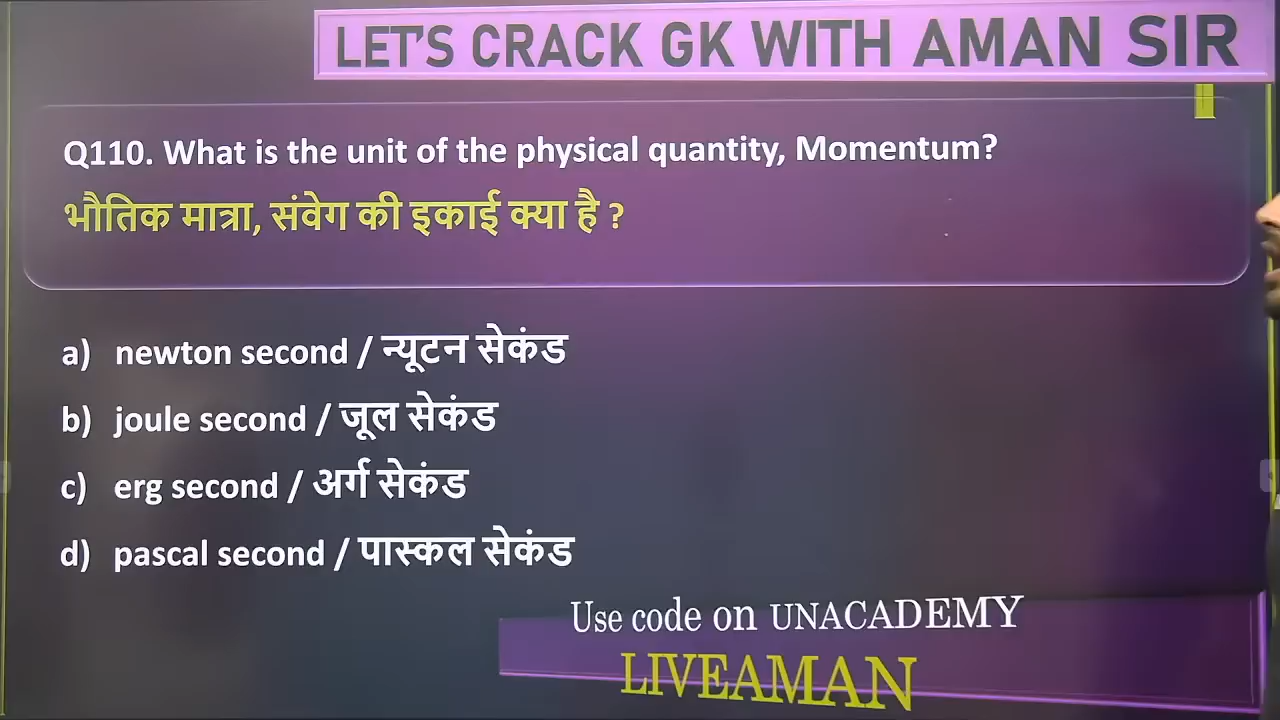 LET'S CRACK GK WITH AMAN SIR
Q110. What is the unit of the physical quantity, Momentum?
भौतिक मात्रा, संवेग की इकाई क्या है ?
a) newton second / न्यूटन सेकंड
b) joule second / जूल सेकंड
c) erg second / अर्ग सेकंड
d) pascal second / पास्कल सेकंड
Use code on UNACADEMY
LIVEAMAN